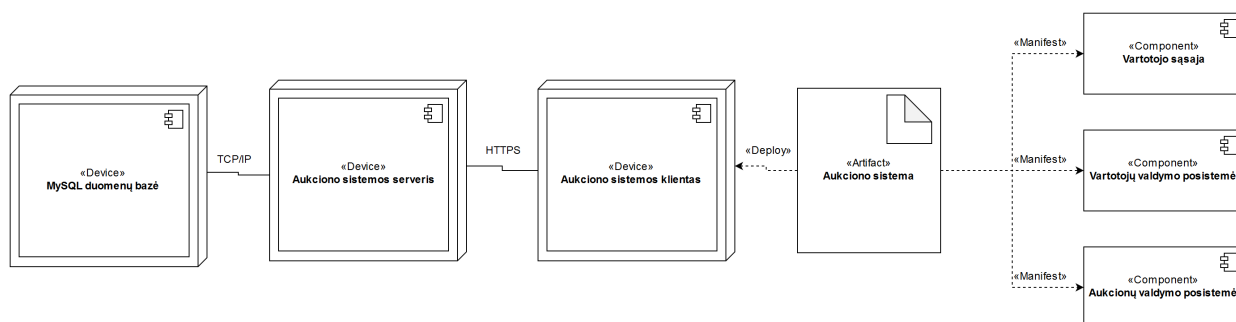 «Device»
MySQL duomenų bazė
TCP/IP
«Device»
Aukciono sistemos serveris
HTTPS
«Device»
Aukciono sistemos klientas
«Deploy»
«Artifact»
Aukciono sistema
«Manifest»
«Component»
Vartotojo sąsaja
«Manifest»
«Component»
Vartotojų valdymo posistemė
«Manifest»
«Component»
Aukcionų valdymo posistemė